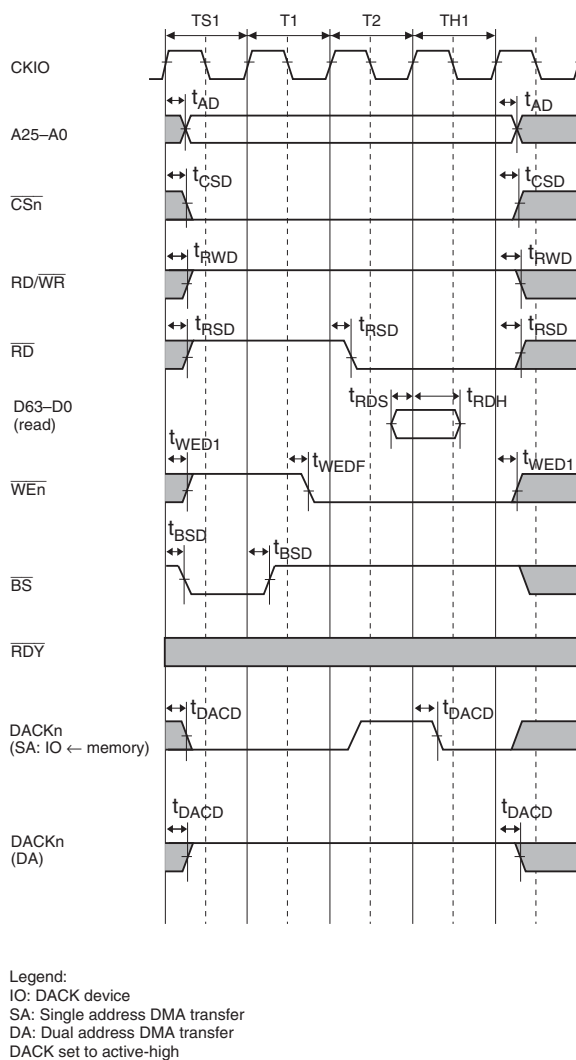 TS1 T1 T2 TH1
CKIO
tAD tAD
A25–A0
tCSD tCSD
CSn
tRWD tRWD
RD/WR
tRSD tRSD tRSD
RD
D63–D0
(read)
tRDS tRDH
tWED1 tWEDF tWED1
WEn
tBSD tBSD
BS
RDY
tDACD tDACD
DACKn
(SA: IO ← memory)
tDACD tDACD
DACKn
(DA)
Legend:
IO: DACK device
SA: Single address DMA transfer
DA: Dual address DMA transfer
DACK set to active-high